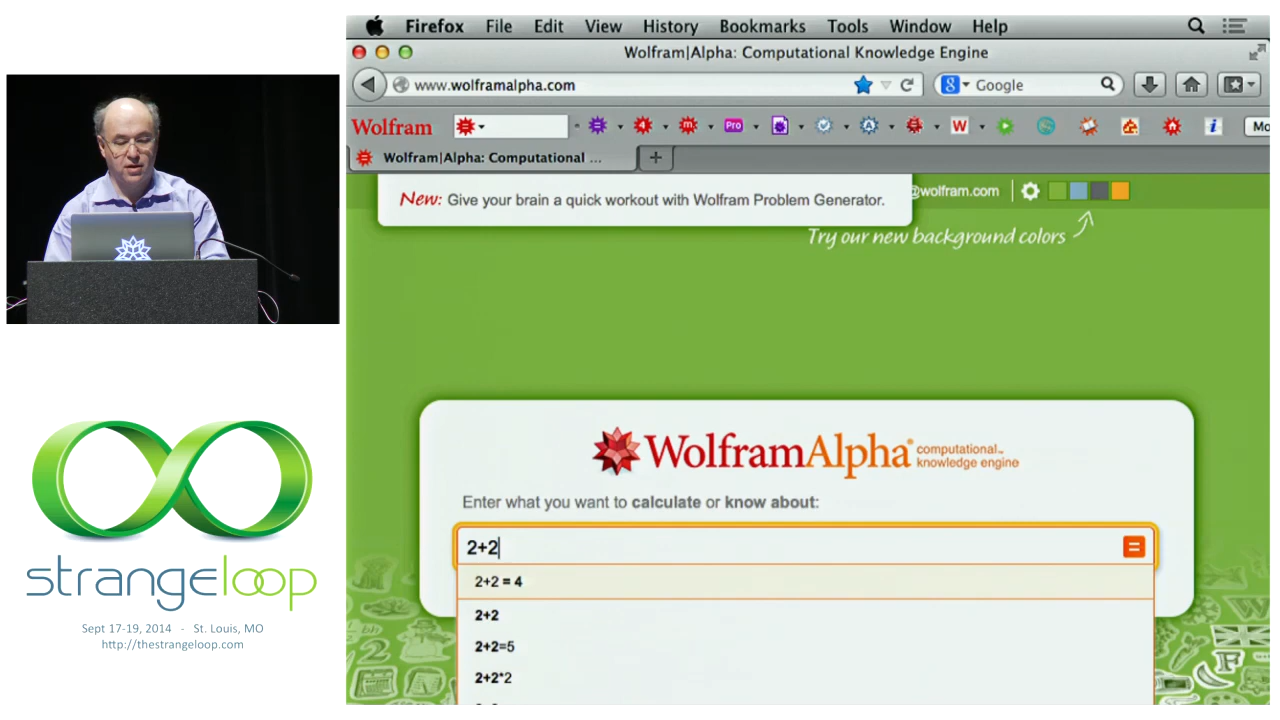 Firefox File Edit View History Bookmarks Tools Window Help
Wolfram|Alpha: Computational Knowledge Engine
www.wolframalpha.com
Google
Wolfram
Pro
W
i
Wolfram|Alpha: Computational ...
New: Give your brain a quick workout with Wolfram Problem Generator.
@wolfram.com
Try our new background colors
WolframAlpha computational knowledge engine
Enter what you want to calculate or know about:
2+2
2+2 = 4
2+2
2+2=5
2+2*2
strangeloop
Sept 17-19, 2014 - St. Louis, MO
http://thestrangeloop.com